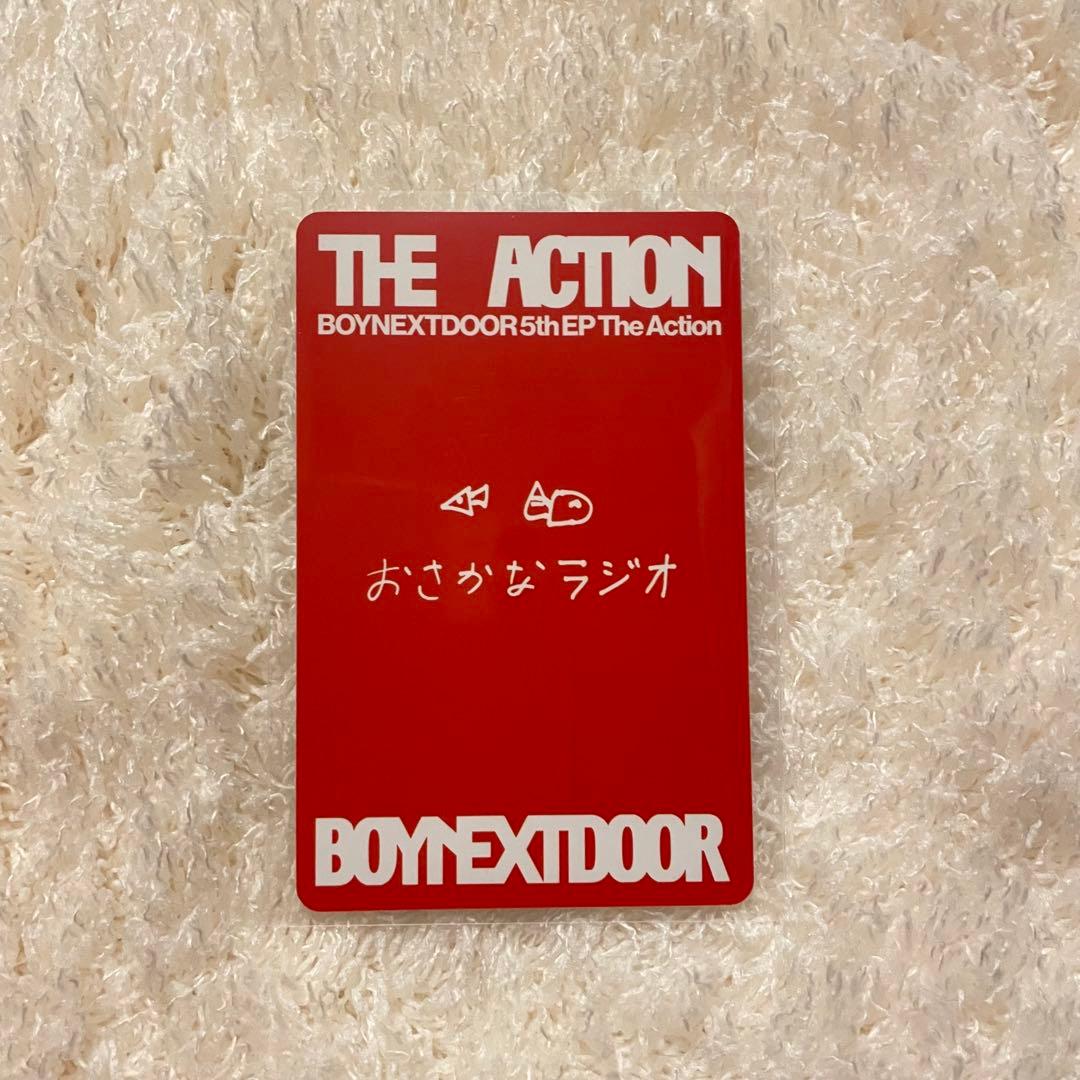 THE ACTION
BOYNEXTDOOR 5th EP The Action
おさかなラジオ
BOYNEXTDOOR